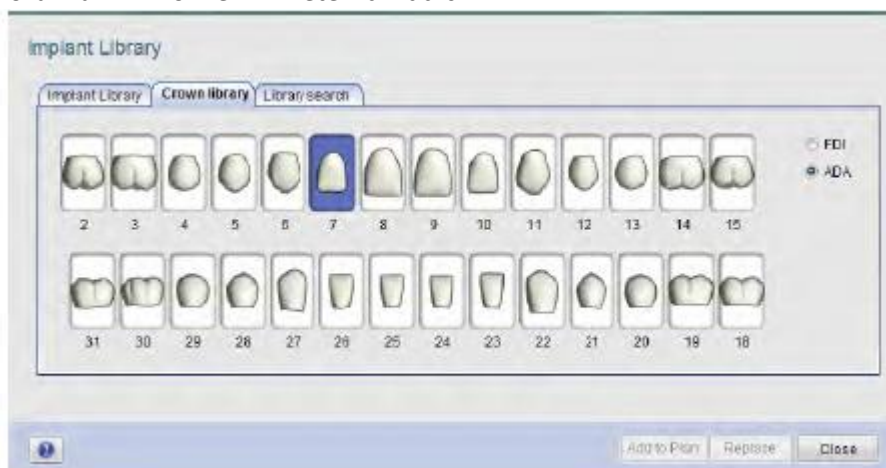 Implant Library
Implant Library Crown library Library search
FDI
ADA
2 3 4 5 6 7 8 9 10 11 12 13 14 15
31 30 29 28 27 26 25 24 23 22 21 20 19 18
? Add to Plan Replace Close